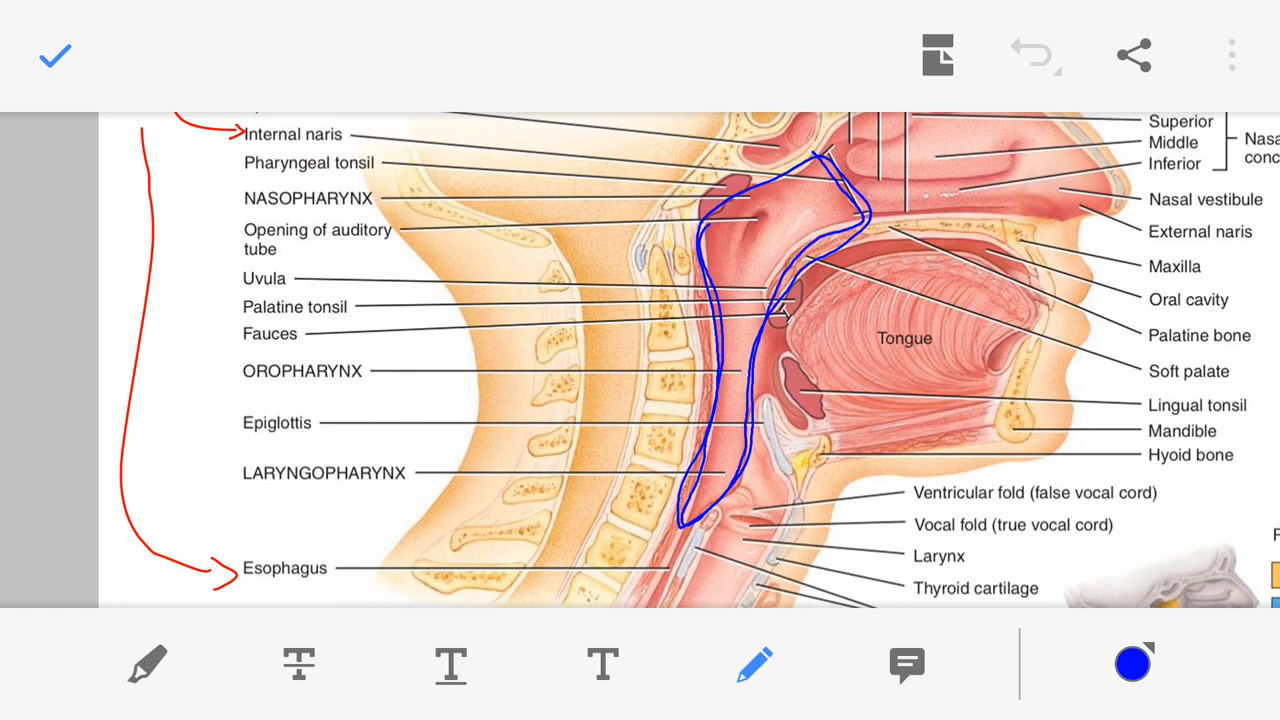 Internal naris
Pharyngeal tonsil
NASOPHARYNX
Opening of auditory
tube
Uvula
Palatine tonsil
Fauces
OROPHARYNX
Epiglottis
LARYNGOPHARYNX
Esophagus
Tongue
Superior
Middle
Inferior
Nasal vestibule
External naris
Maxilla
Oral cavity
Palatine bone
Soft palate
Lingual tonsil
Mandible
Hyoid bone
Ventricular fold (false vocal cord)
Vocal fold (true vocal cord)
Larynx
Thyroid cartilage